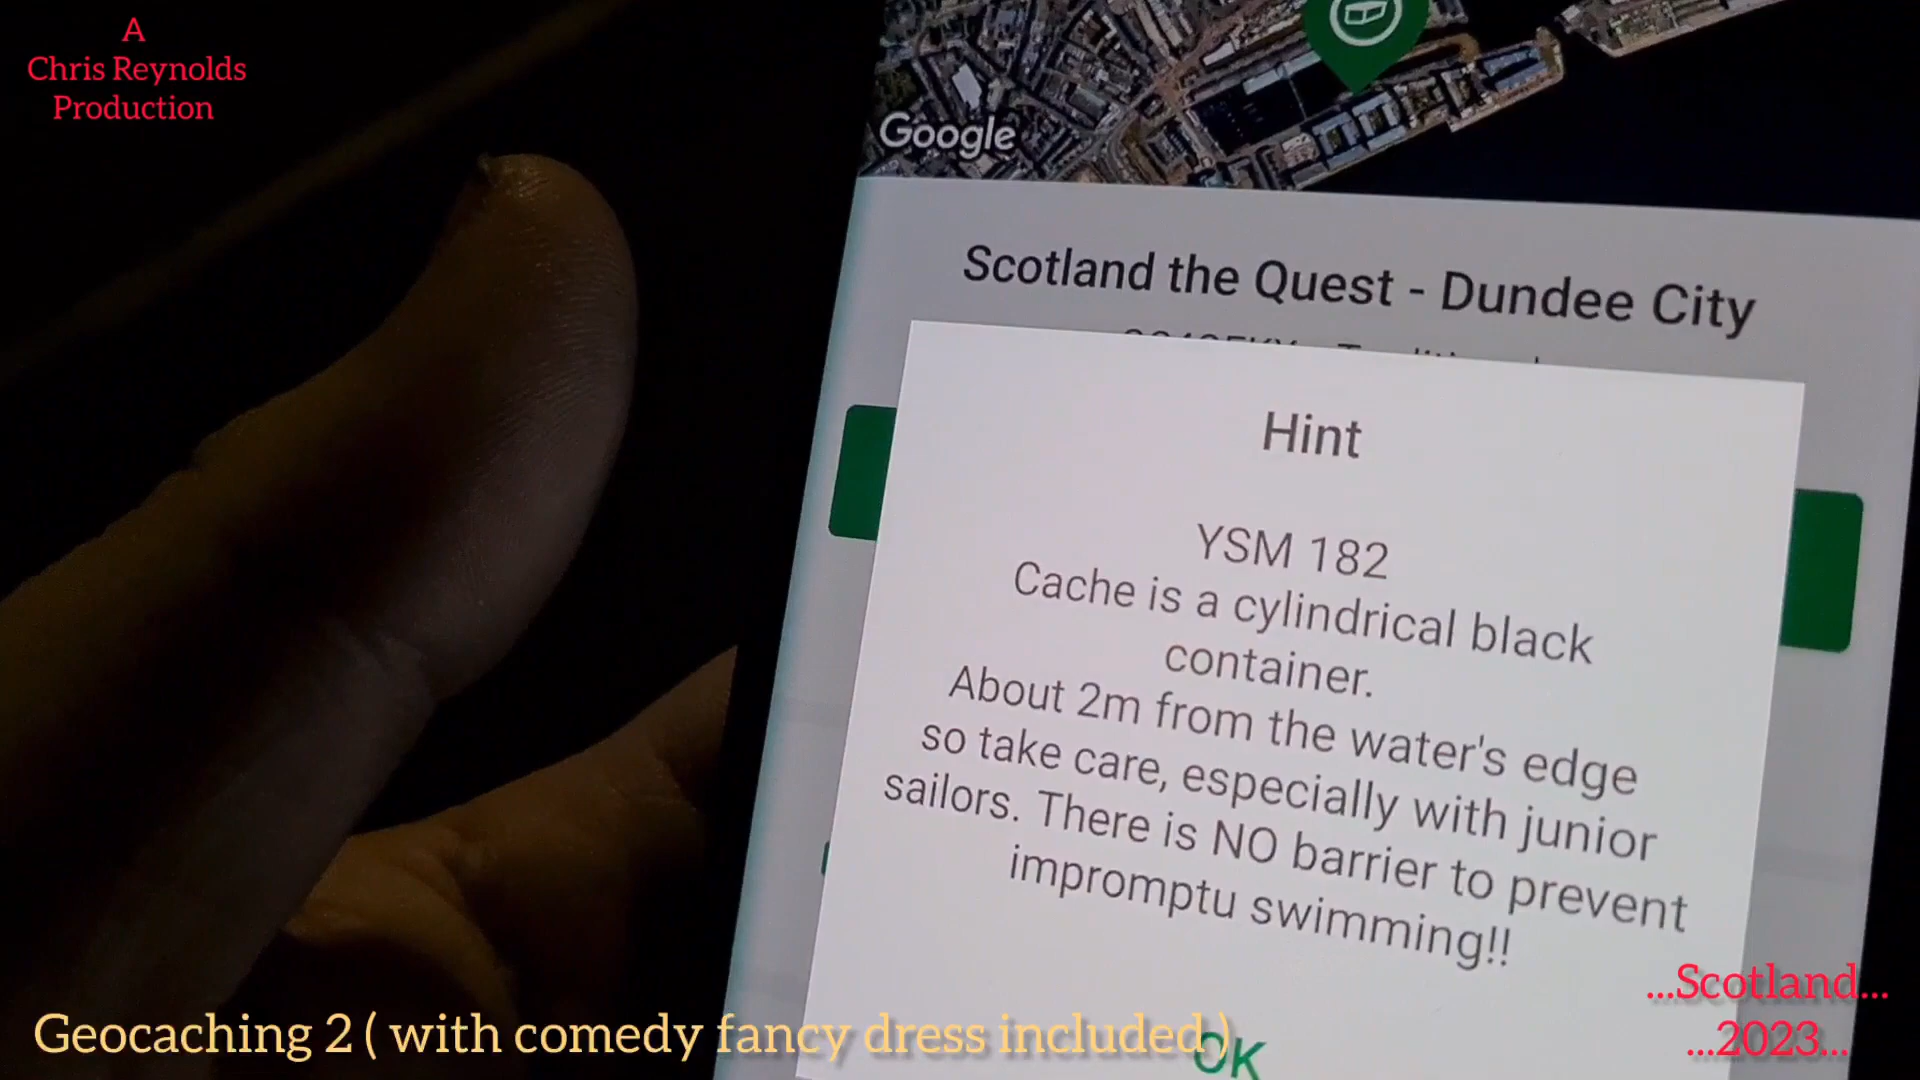 A
Chris Reynolds
Production
Google
Scotland the Quest - Dundee City
Hint
YSM 182
Cache is a cylindrical black
container.
About 2m from the water's edge
so take care, especially with junior
sailors. There is NO barrier to prevent
impromptu swimming!!
OK
Geocaching 2 ( with comedy fancy dress included )
...Scotland...
...2023...